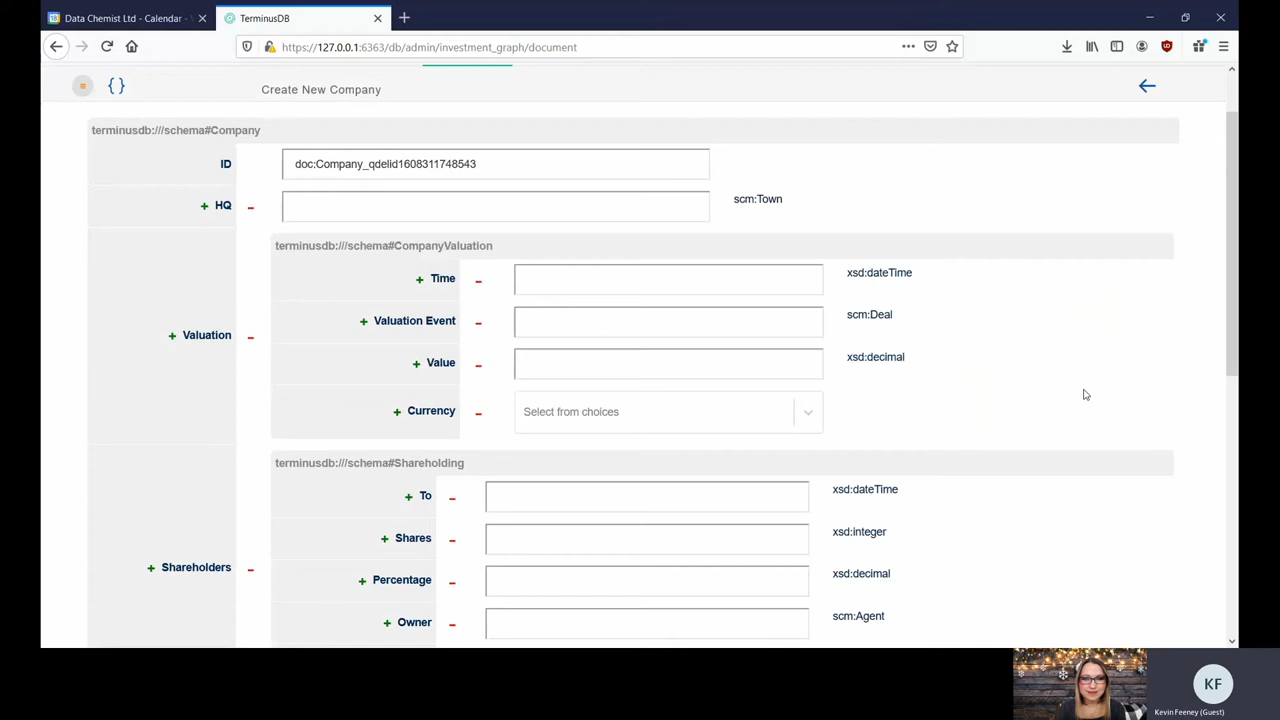 Data Chemist Ltd - Calendar -
TerminusDB
https://127.0.0.1:6363/db/admin/investment_graph/document
{ }
Create New Company
terminusdb:///schema#Company
ID
doc:Company_qdelid1608311748543
+ HQ -
scm:Town
+ Valuation -
terminusdb:///schema#CompanyValuation
+ Time -
xsd:dateTime
+ Valuation Event -
scm:Deal
+ Value -
xsd:decimal
+ Currency -
Select from choices
+ Shareholders -
terminusdb:///schema#Shareholding
+ To -
xsd:dateTime
+ Shares -
xsd:integer
+ Percentage -
xsd:decimal
+ Owner -
scm:Agent
KF
Kevin Feeney (Guest)